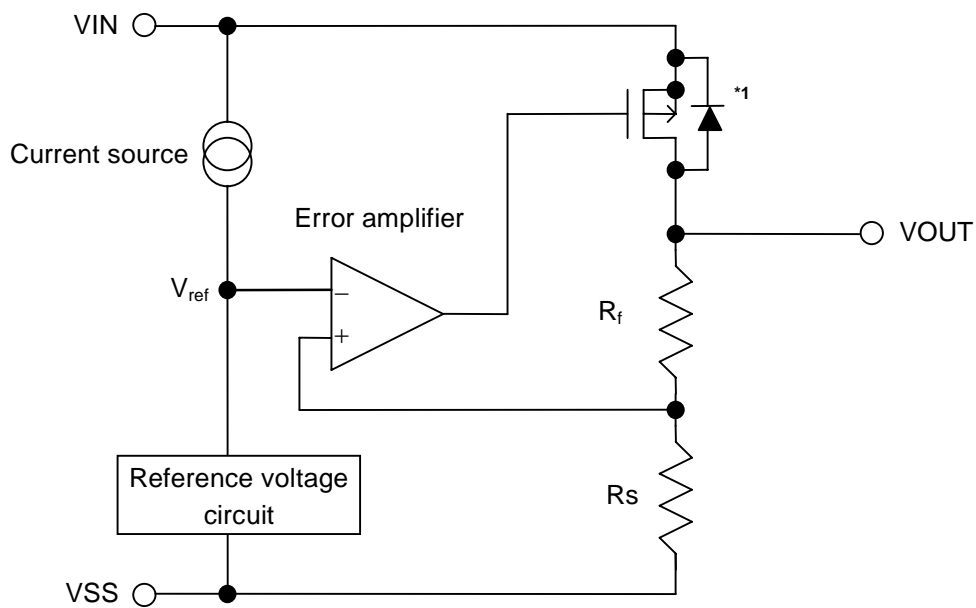 VIN
*1
Current source
Error amplifier
VOUT
Vref
−
+
Rf
Reference voltage
circuit
Rs
VSS